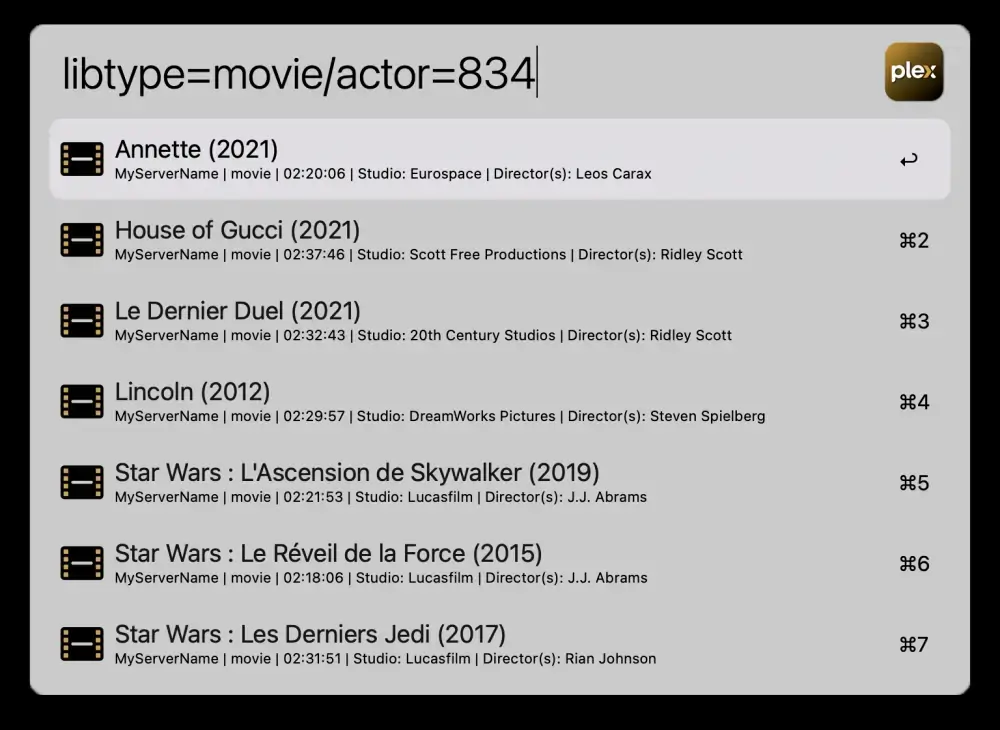 libtype=movie/actor=834
plex
Annette (2021)
MyServerName | movie | 02:20:06 | Studio: Eurospace | Director(s): Leos Carax
↩
House of Gucci (2021)
MyServerName | movie | 02:37:46 | Studio: Scott Free Productions | Director(s): Ridley Scott
⌘2
Le Dernier Duel (2021)
MyServerName | movie | 02:32:43 | Studio: 20th Century Studios | Director(s): Ridley Scott
⌘3
Lincoln (2012)
MyServerName | movie | 02:29:57 | Studio: DreamWorks Pictures | Director(s): Steven Spielberg
⌘4
Star Wars : L'Ascension de Skywalker (2019)
MyServerName | movie | 02:21:53 | Studio: Lucasfilm | Director(s): J.J. Abrams
⌘5
Star Wars : Le Réveil de la Force (2015)
MyServerName | movie | 02:18:06 | Studio: Lucasfilm | Director(s): J.J. Abrams
⌘6
Star Wars : Les Derniers Jedi (2017)
MyServerName | movie | 02:31:51 | Studio: Lucasfilm | Director(s): Rian Johnson
⌘7